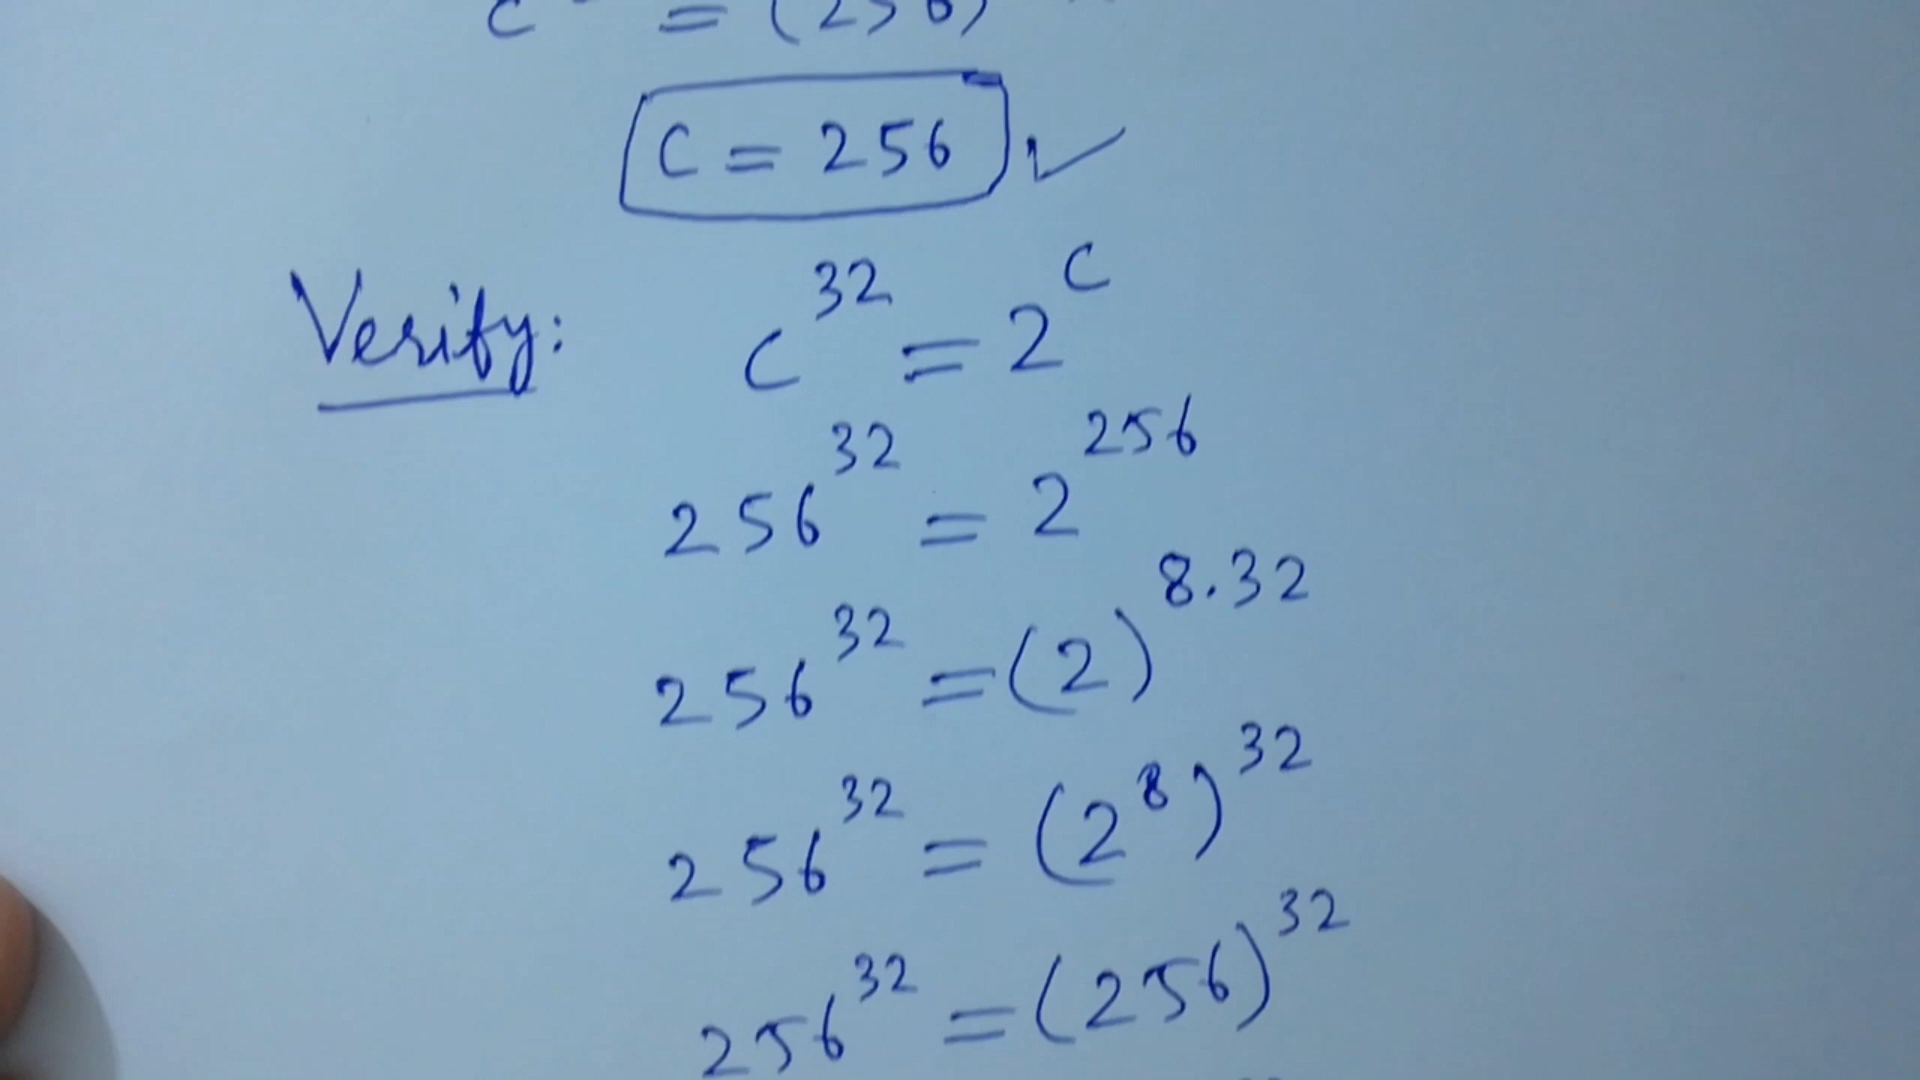 C = (256)
C = 256 ✓
Verify: C^32 = 2^C
256^32 = 2^256
256^32 = (2)^8.32
256^32 = (2^8)^32
256^32 = (256)^32